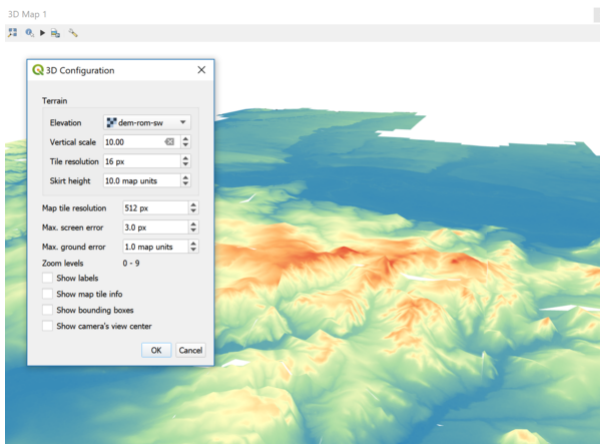 3D Map 1
3D Configuration
Terrain
Elevation dem-rom-sw
Vertical scale 10.00
Tile resolution 16 px
Skirt height 10.0 map units
Map tile resolution 512 px
Max. screen error 3.0 px
Max. ground error 1.0 map units
Zoom levels 0 - 9
Show labels
Show map tile info
Show bounding boxes
Show camera's view center
OK Cancel